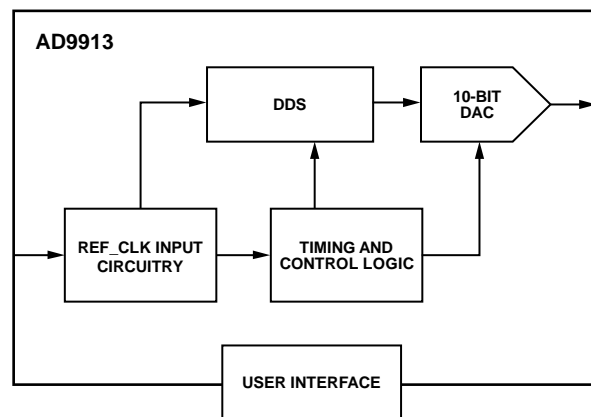 AD9913
DDS
10-BIT
DAC
REF_CLK INPUT
CIRCUITRY
TIMING AND
CONTROL LOGIC
USER INTERFACE